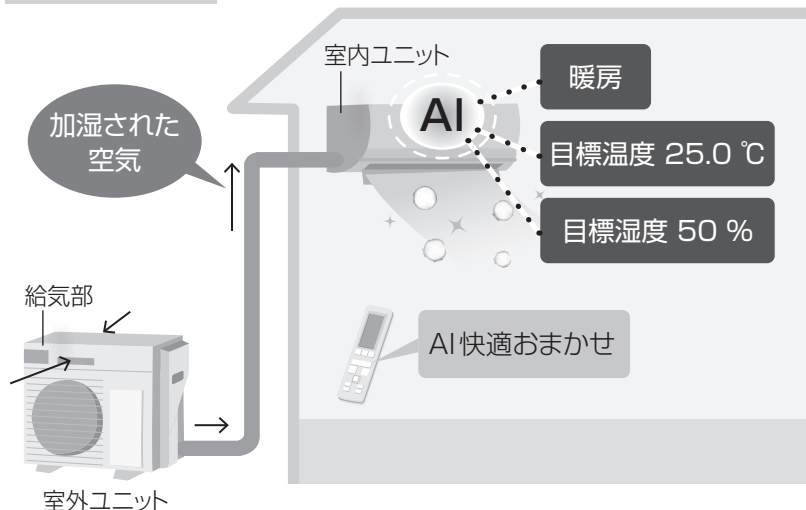 室内ユニット
暖房
AI
加湿された
空気
目標温度 25.0 ℃
目標湿度 50 %
給気部
AI快適おまかせ
室外ユニット